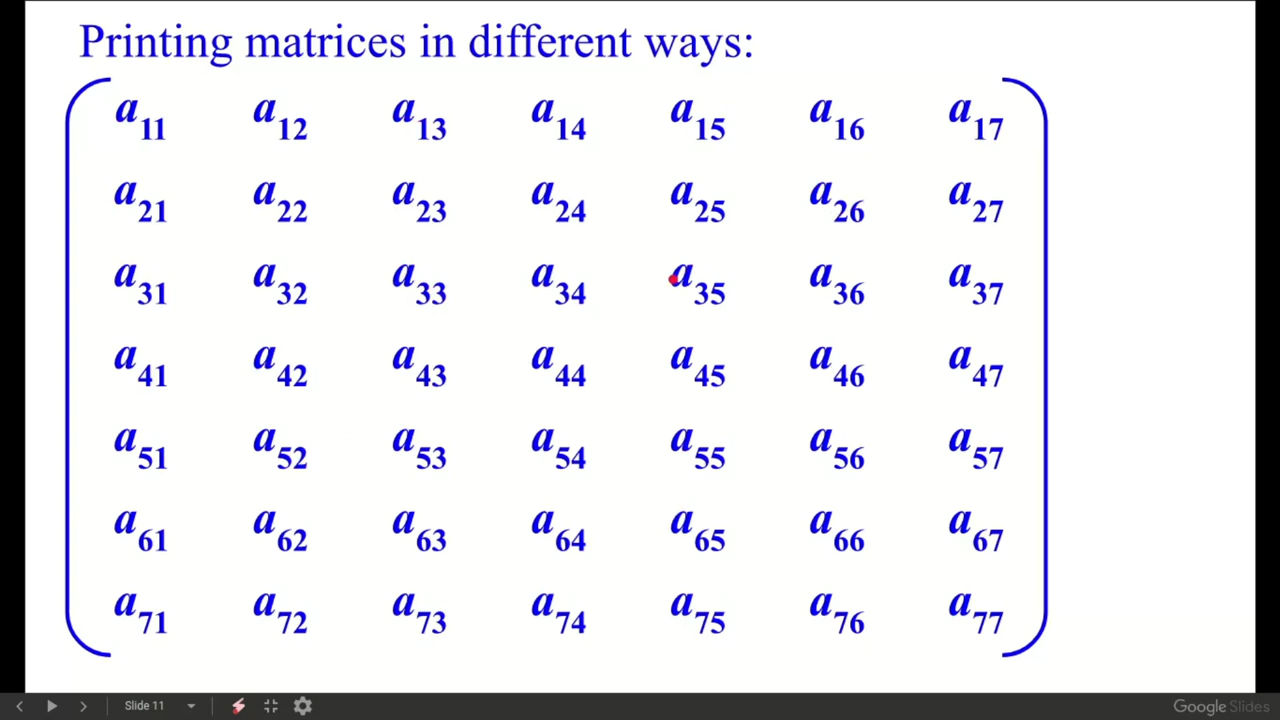 Printing matrices in different ways:
a11 a12 a13 a14 a15 a16 a17
a21 a22 a23 a24 a25 a26 a27
a31 a32 a33 a34 a35 a36 a37
a41 a42 a43 a44 a45 a46 a47
a51 a52 a53 a54 a55 a56 a57
a61 a62 a63 a64 a65 a66 a67
a71 a72 a73 a74 a75 a76 a77
Slide 11
Google Slides